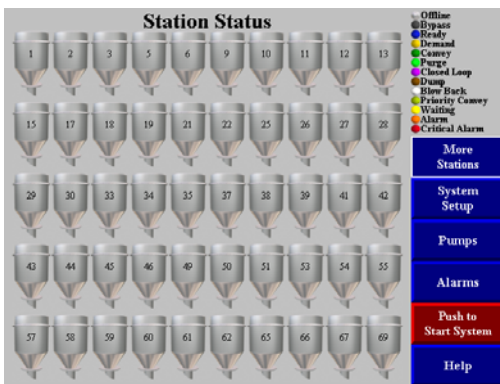 Station Status
Offline
Bypass
Ready
Demand
Convey
Purge
Closed Loop
Dump
Blow Back
Priority Convey
Waiting
Alarm
Critical Alarm
1 2 3 5 6 9 10 11 12 13
15 17 18 19 21 22 25 26 27 28
29 30 33 34 35 37 38 39 41 42
43 44 45 46 49 50 51 53 54 55
57 58 59 60 61 62 65 66 67 69
More
Stations
System
Setup
Pumps
Alarms
Push to
Start System
Help